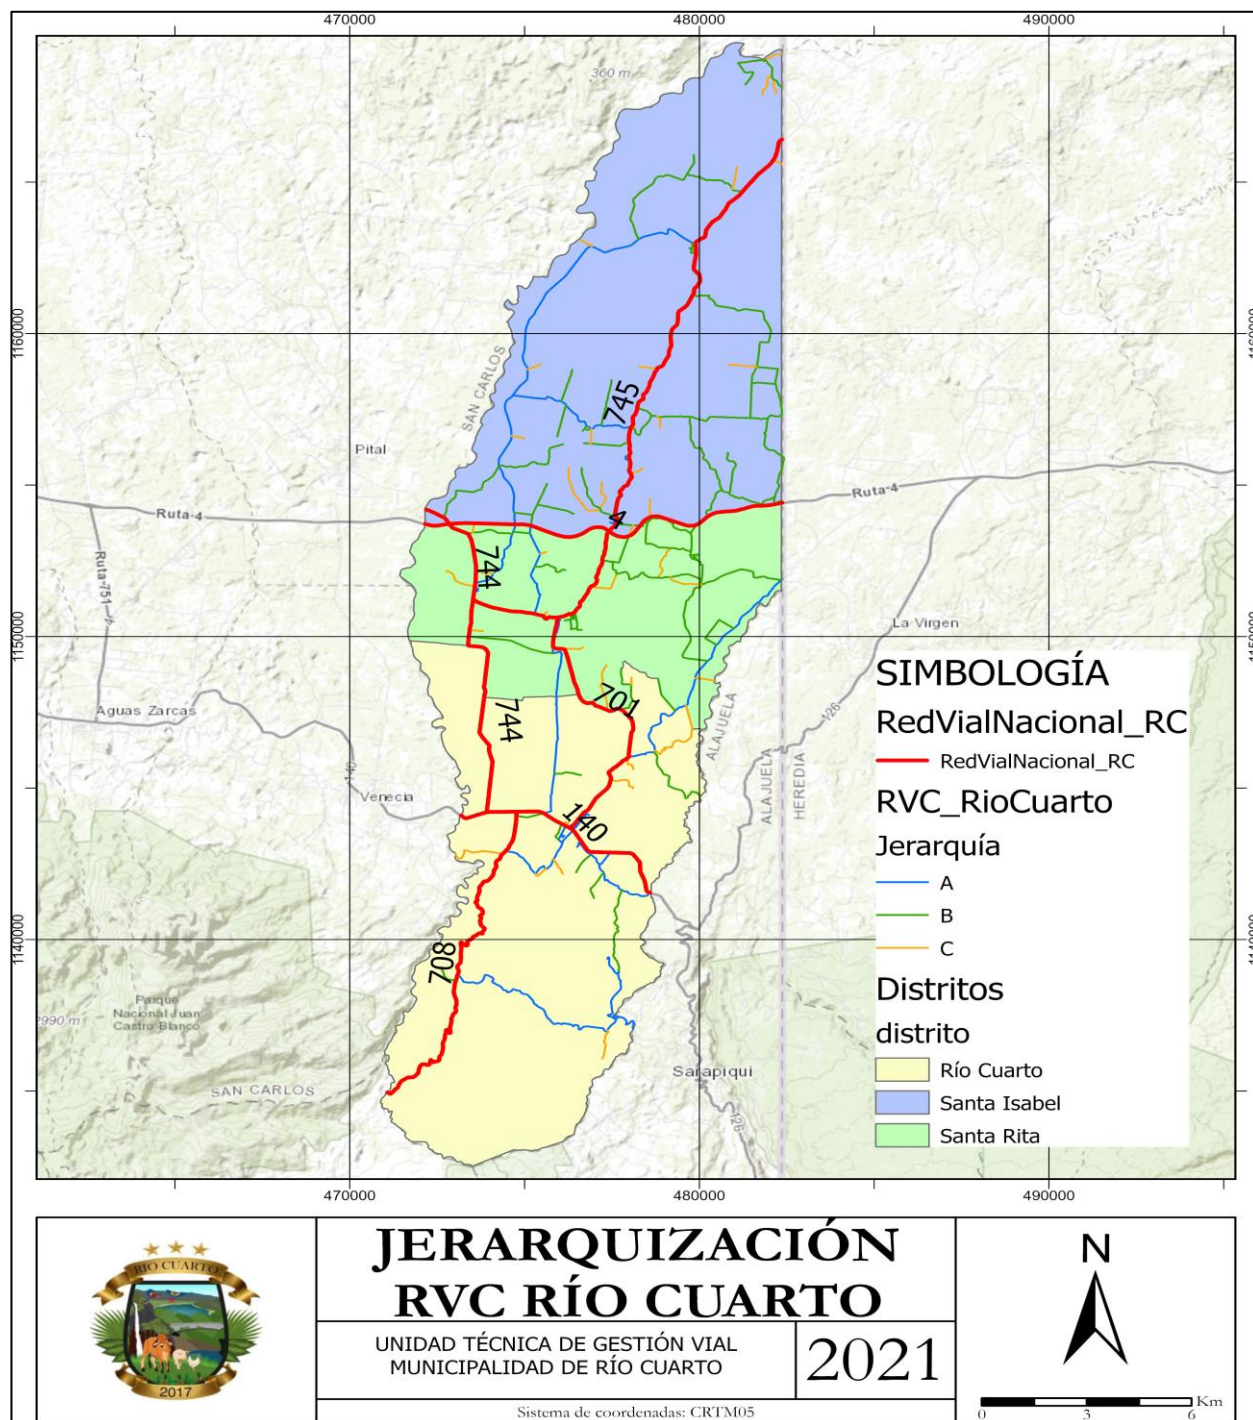 470000
480000
490000
360 m
1160000
1160000
SAN CARLOS
745
Pital
Ruta-4
Ruta-4
4
Ruta-751
744
1150000
1150000
La Virgen
701
Aguas Zarcas
744
ALAJUELA
126
ALAJUELA
HEREDIA
140
Venecia
140
1140000
1140000
708
Parque
Nacional Juan
Castro Blanco
2990 m
SAN CARLOS
Sarapiquí
126
SIMBOLOGÍA
RedVialNacional_RC
RedVialNacional_RC
RVC_RioCuarto
Jerarquía
A
B
C
Distritos
distrito
Río Cuarto
Santa Isabel
Santa Rita
470000
480000
490000
RIO CUARTO
2017
JERARQUIZACIÓN
RVC RÍO CUARTO
UNIDAD TÉCNICA DE GESTIÓN VIAL
MUNICIPALIDAD DE RÍO CUARTO
2021
Sistema de coordenadas: CRTM05
N
Km
0 3 6